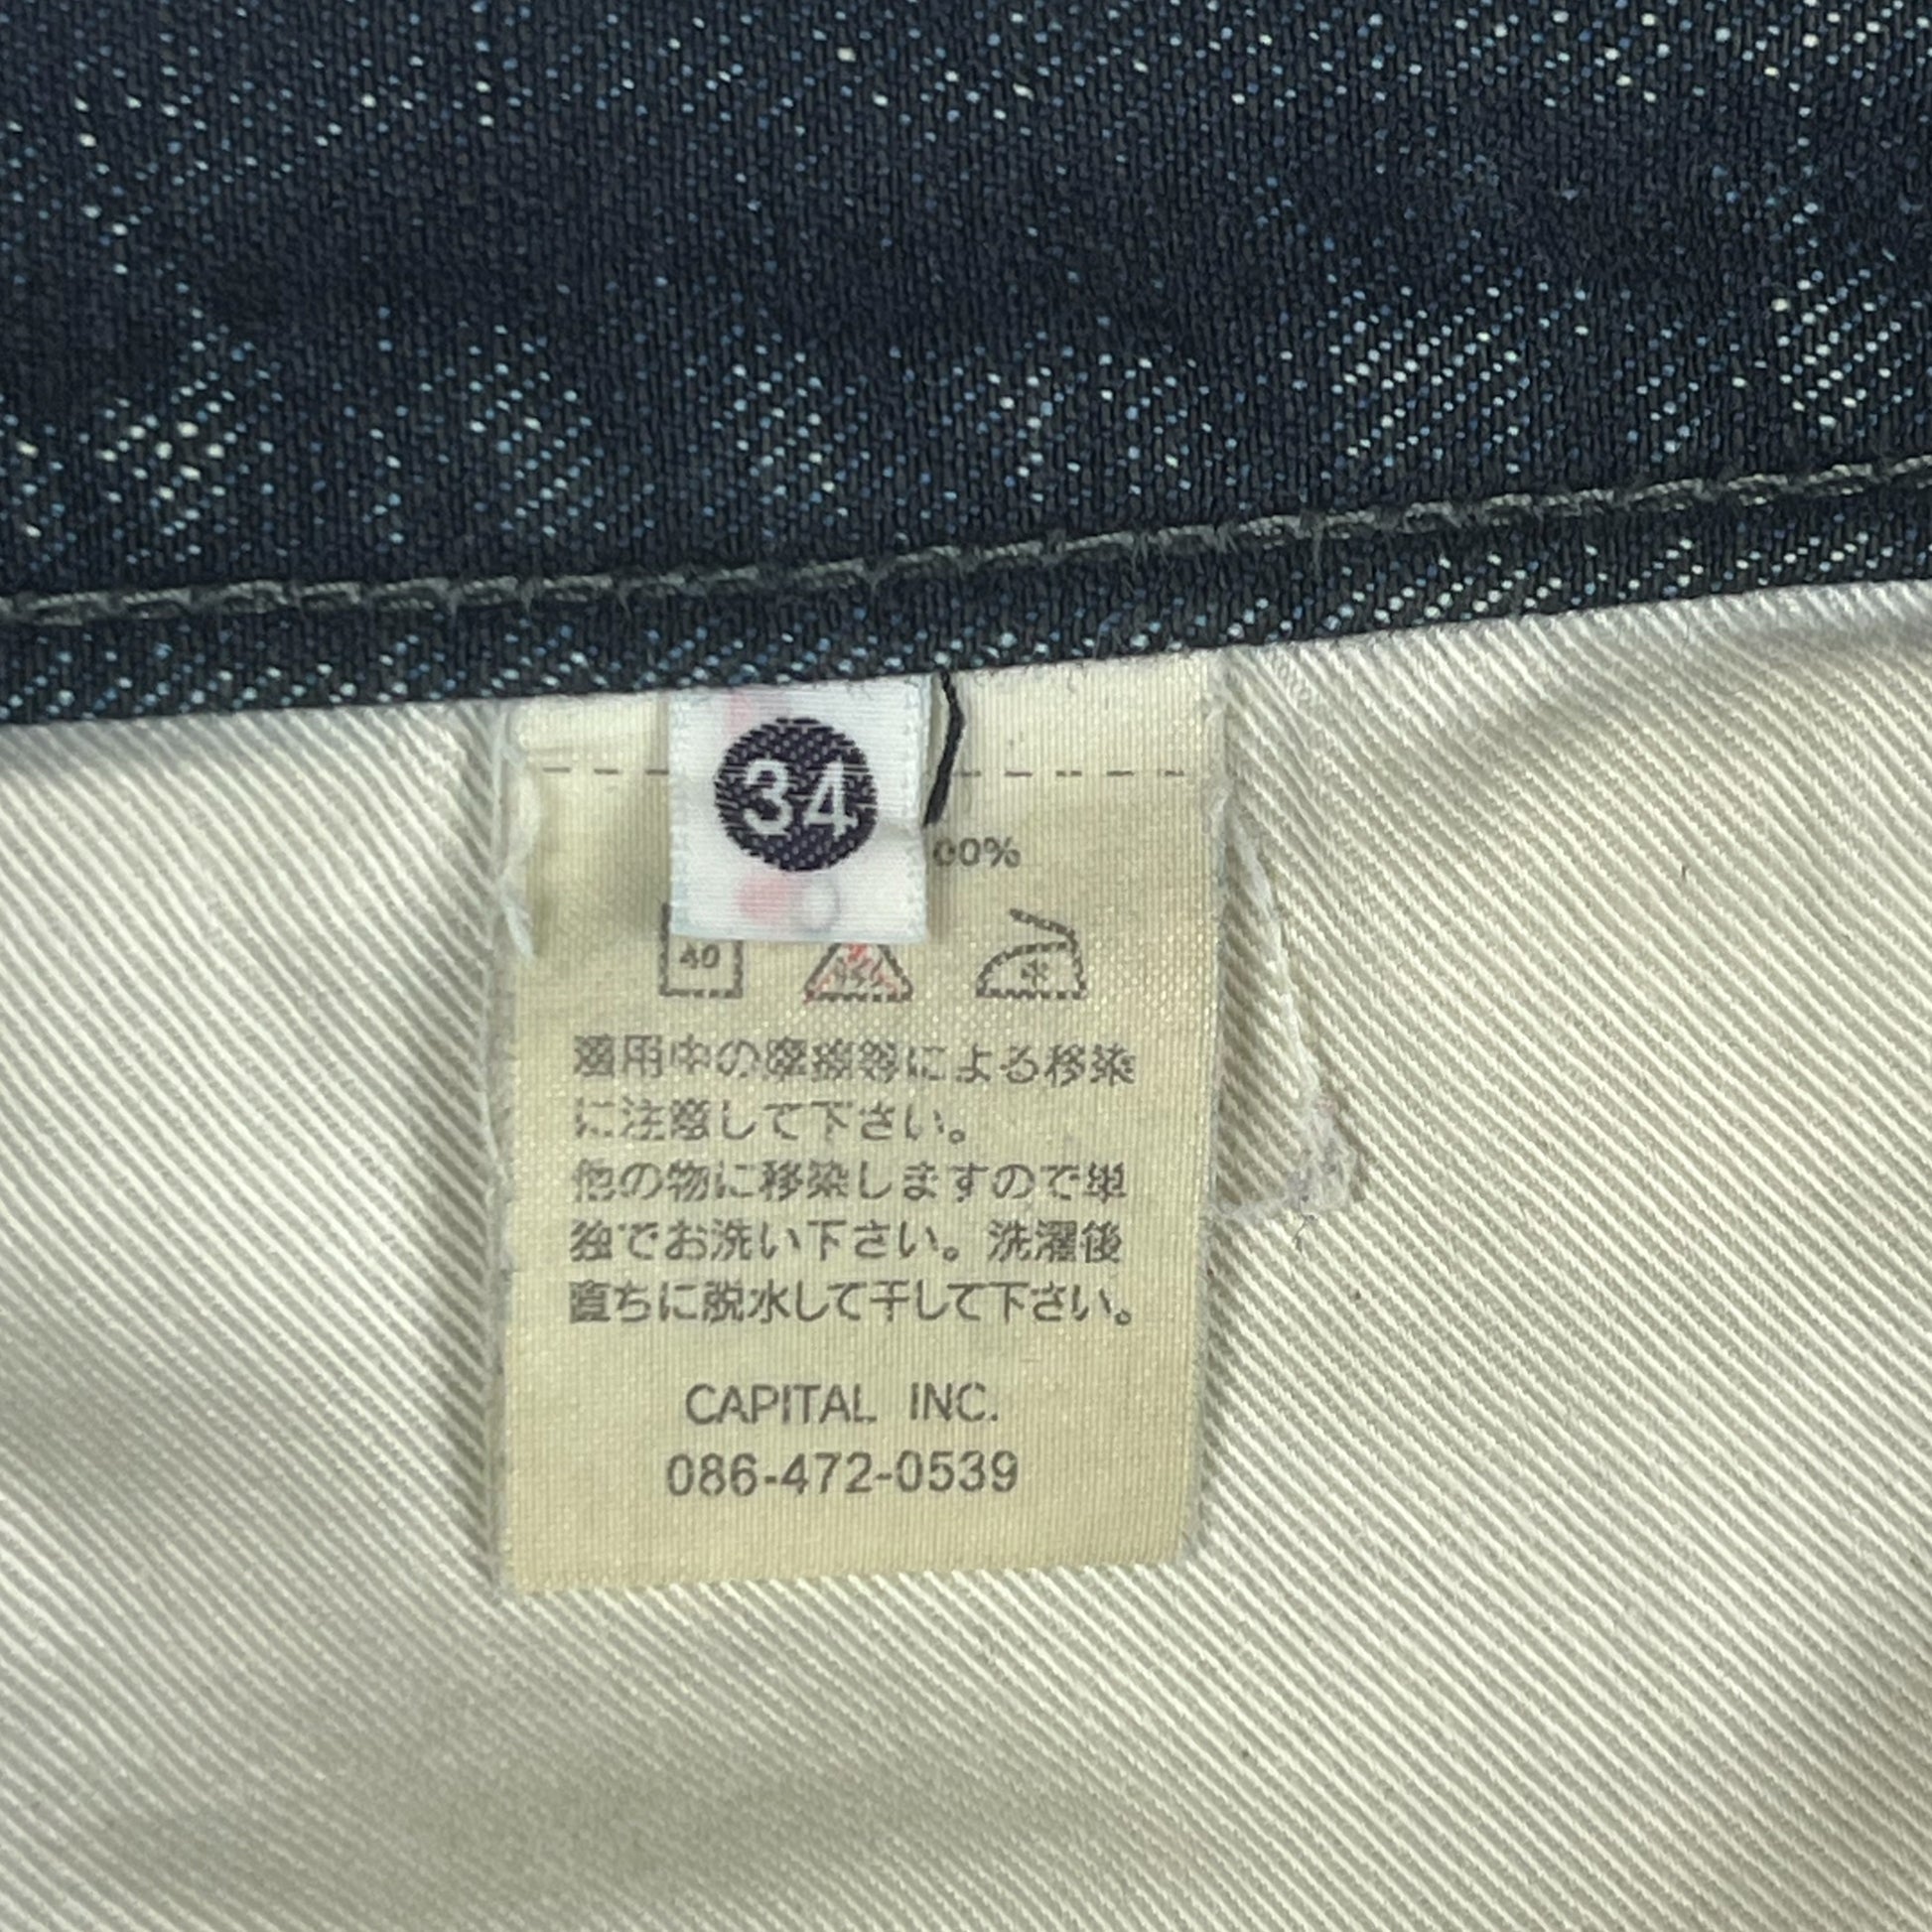 34
00%
40
中
着用中の摩擦等による移染
に注意して下さい。
他の物に移染しますので単
独でお洗い下さい。洗濯後
直ちに脱水して干して下さい。
CAPITAL INC.
086-472-0539